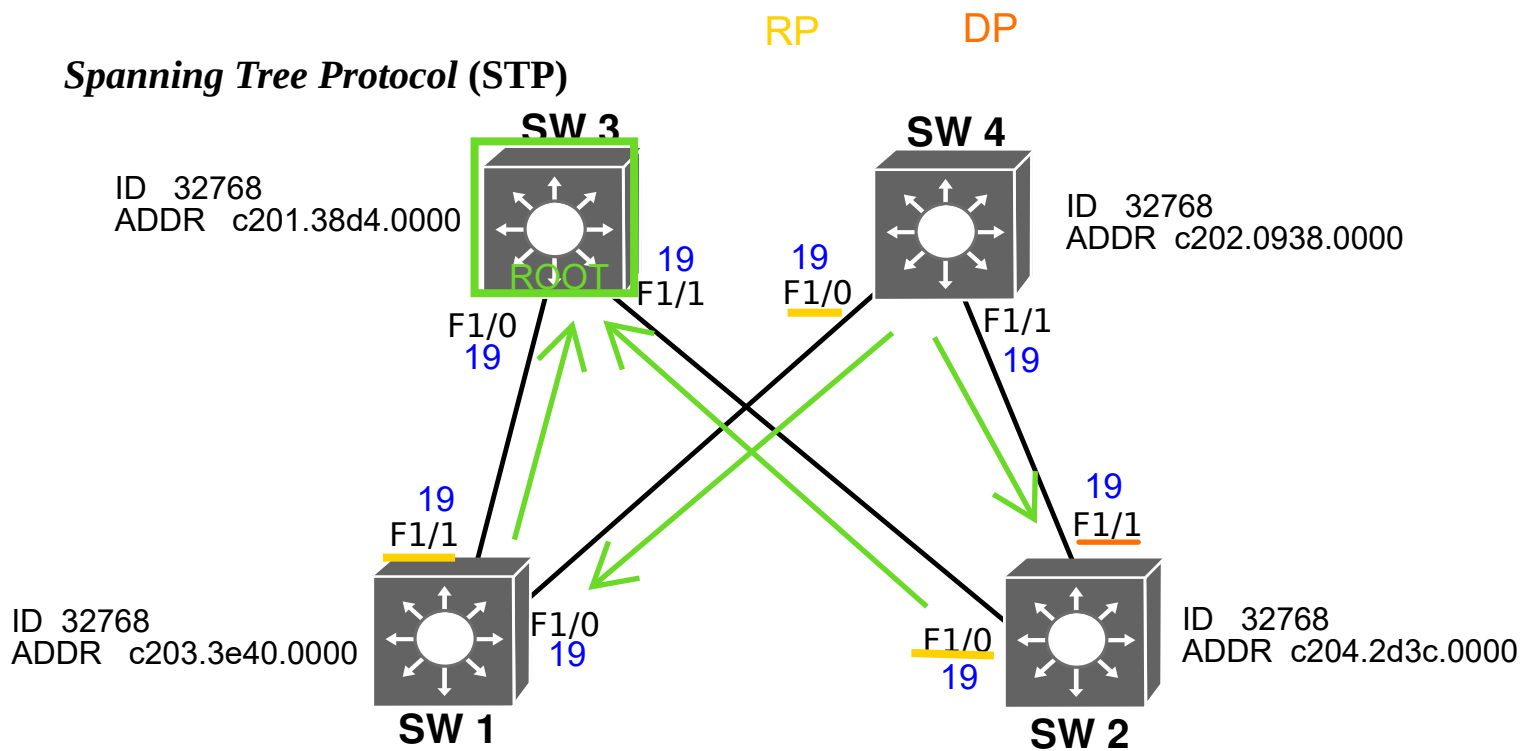 RP DP
Spanning Tree Protocol (STP)
SW 3
SW 4
ID 32768
ADDR c201.38d4.0000
ROOT
ID 32768
ADDR c202.0938.0000
19
F1/1
19
F1/0
F1/0
19
F1/1
19
19
F1/1
19
F1/1
ID 32768
ADDR c203.3e40.0000
F1/0
19
F1/0
19
ID 32768
ADDR c204.2d3c.0000
SW 1
SW 2